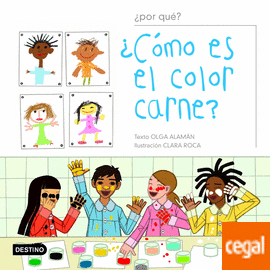 ¿por qué?
¿Cómo es
el color
carne?
Texto OLGA ALAMÁN
Ilustración CLARA ROCA
DESTINO
cegal